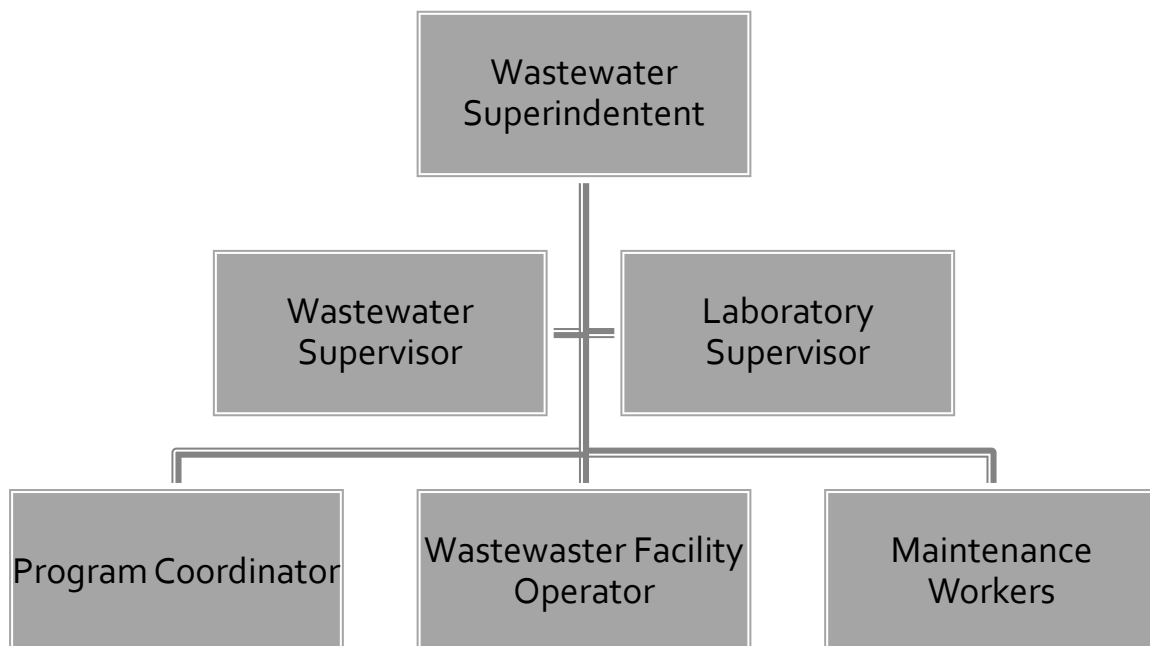 Wastewater
Superindentent
Wastewater
Supervisor
Laboratory
Supervisor
Program Coordinator
Wastewaster Facility
Operator
Maintenance
Workers